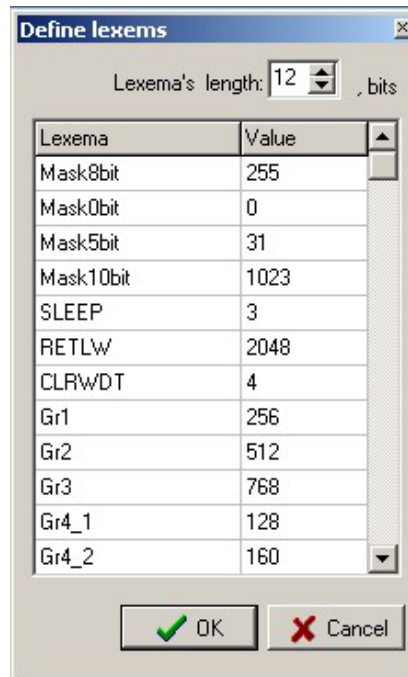 Define lexems
Lexema's length: 12 , bits
Lexema Value
Mask8bit 255
Mask0bit 0
Mask5bit 31
Mask10bit 1023
SLEEP 3
RETLW 2048
CLRWDT 4
Gr1 256
Gr2 512
Gr3 768
Gr4_1 128
Gr4_2 160
OK Cancel